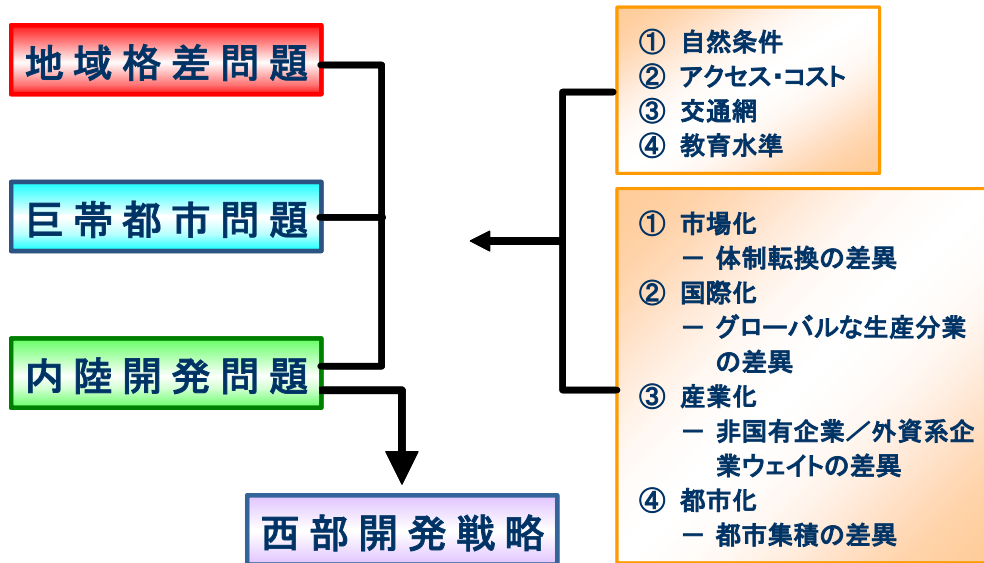 地域格差問題
巨帯都市問題
内陸開発問題
西部開発戦略
① 自然条件
② アクセス・コスト
③ 交通網
④ 教育水準
① 市場化
－ 体制転換の差異
② 国際化
－ グローバルな生産分業
の差異
③ 産業化
－ 非国有企業／外資系企
業ウェイトの差異
④ 都市化
－ 都市集積の差異